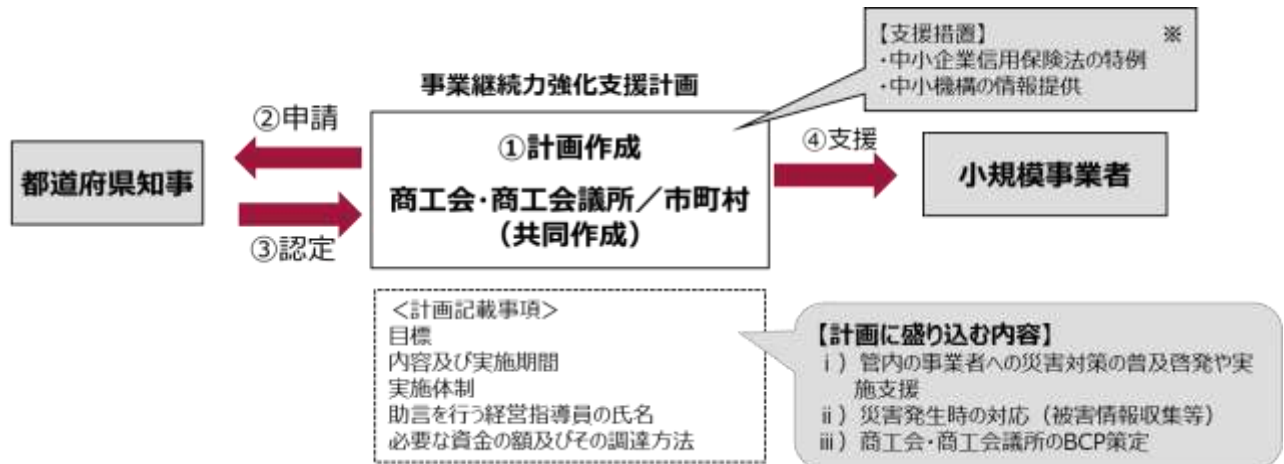 【支援措置】 ※
・中小企業信用保険法の特例
・中小機構の情報提供
事業継続力強化支援計画
②申請
①計画作成
④支援
都道府県知事
小規模事業者
商工会・商工会議所／市町村
（共同作成）
③認定
＜計画記載事項＞
目標
内容及び実施期間
実施体制
助言を行う経営指導員の氏名
必要な資金の額及びその調達方法
【計画に盛り込む内容】
ⅰ）管内の事業者への災害対策の普及啓発や実
施支援
ⅱ）災害発生時の対応（被害情報収集等）
ⅲ）商工会・商工会議所のBCP策定